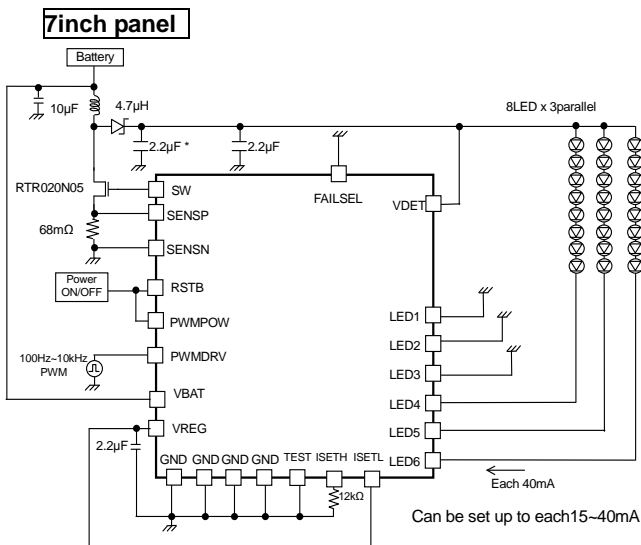 7inch panel
Battery
10μF
4.7μH
8LED x 3parallel
2.2μF *
2.2μF
RTR020N05
SW
FAILSEL
VDET
SENSP
68mΩ
SENSN
Power
ON/OFF
RSTB
PWMPOW
LED1
LED2
100Hz~10kHz
PWM
PWMDRV
LED3
VBAT
LED4
VREG
LED5
2.2μF
GND GND GND GND TEST ISETH ISETL
LED6
12kΩ
Each 40mA
Can be set up to each15~40mA